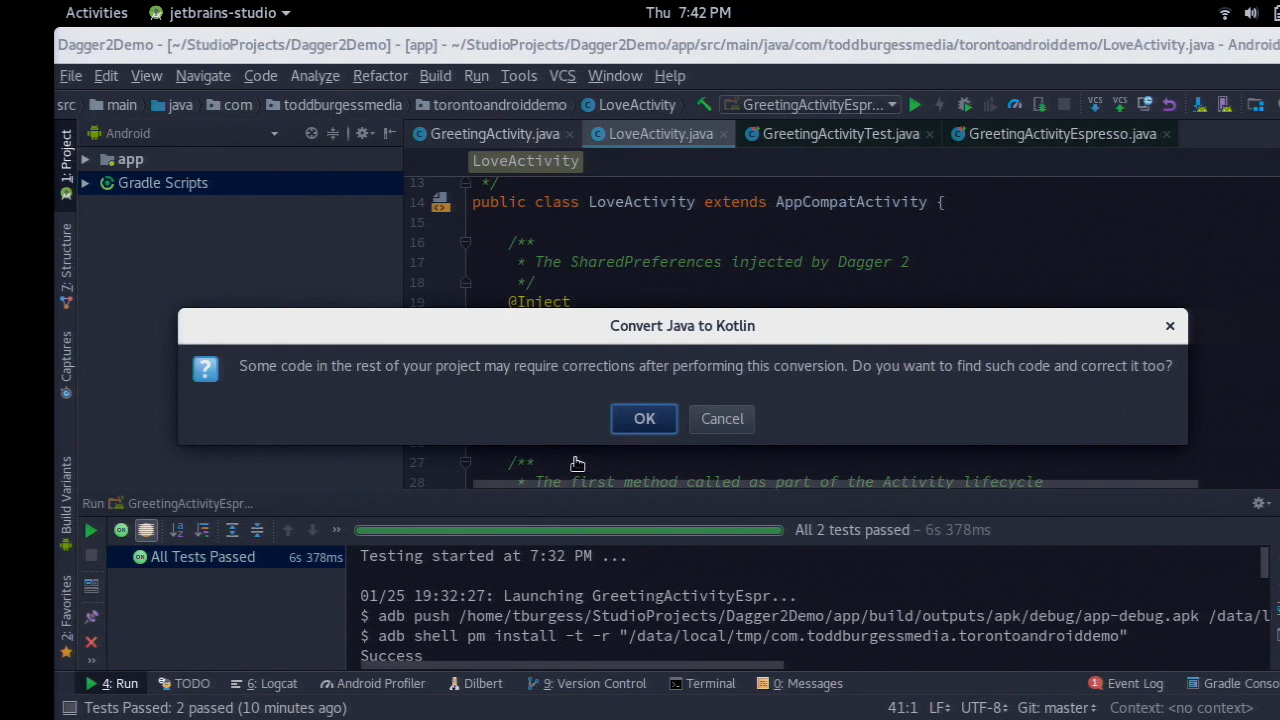 Activities jetbrains-studio Thu 7:42 PM
Dagger2Demo - [~/StudioProjects/Dagger2Demo] - [app] - ~/StudioProjects/Dagger2Demo/app/src/main/java/com/toddburgessmedia/torontoandroiddemo/LoveActivity.java - Android
File Edit View Navigate Code Analyze Refactor Build Run Tools VCS Window Help
src main java com toddburgessmedia torontoandroiddemo LoveActivity GreetingActivityEspr... VCS VCS
1: Project
Android
GreetingActivity.java LoveActivity.java GreetingActivityTest.java GreetingActivityEspresso.java
app
Gradle Scripts
LoveActivity
13 */
14 public class LoveActivity extends AppCompatActivity {
15
16 /**
17 * The SharedPreferences injected by Dagger 2
18 */
19 @Inject
7: Structure
Captures
Build Variants
2: Favorites
Convert Java to Kotlin
Some code in the rest of your project may require corrections after performing this conversion. Do you want to find such code and correct it too?
OK Cancel
27 /**
28 * The first method called as part of the Activity lifecycle
Run GreetingActivityEspr...
All 2 tests passed – 6s 378ms
All Tests Passed 6s 378ms
Testing started at 7:32 PM ...
01/25 19:32:27: Launching GreetingActivityEspr...
$ adb push /home/tburgess/StudioProjects/Dagger2Demo/app/build/outputs/apk/debug/app-debug.apk /data/l
$ adb shell pm install -t -r "/data/local/tmp/com.toddburgessmedia.torontoandroiddemo"
Success
4: Run TODO 6: Logcat Android Profiler Dilbert 9: Version Control Terminal 0: Messages 1 Event Log Gradle Conso
Tests Passed: 2 passed (10 minutes ago) 41:1 LF÷ UTF-8÷ Git: master÷ Context: <no context>